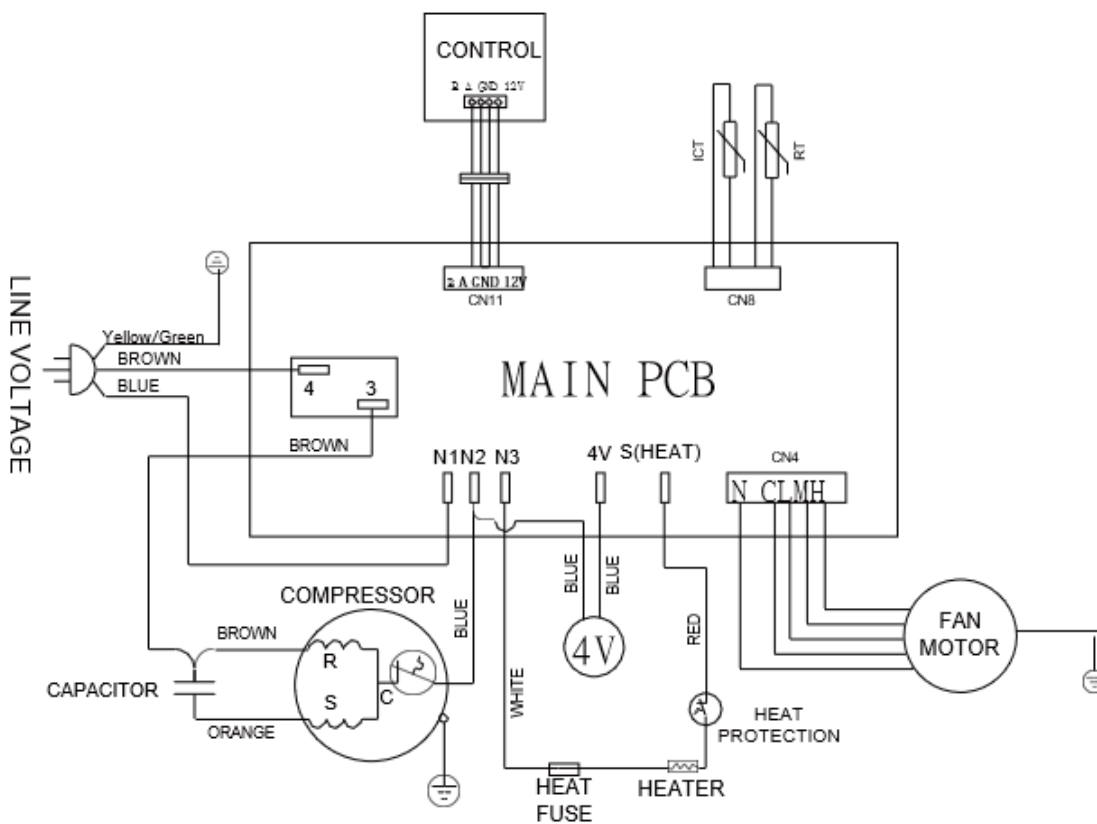 CONTROL
B A GND 12V
ICT
RT
B A GND 12V
CN11
CN8
LINE VOLTAGE
Yellow/Green
BROWN
BLUE
4
3
MAIN PCB
BROWN
N1 N2 N3
4V S(HEAT)
CN4
N CLMH
COMPRESSOR
BLUE
BLUE
BLUE
RED
WHITE
BROWN
R
S
C
CAPACITOR
ORANGE
4V
FAN
MOTOR
HEAT
PROTECTION
HEAT
FUSE
HEATER